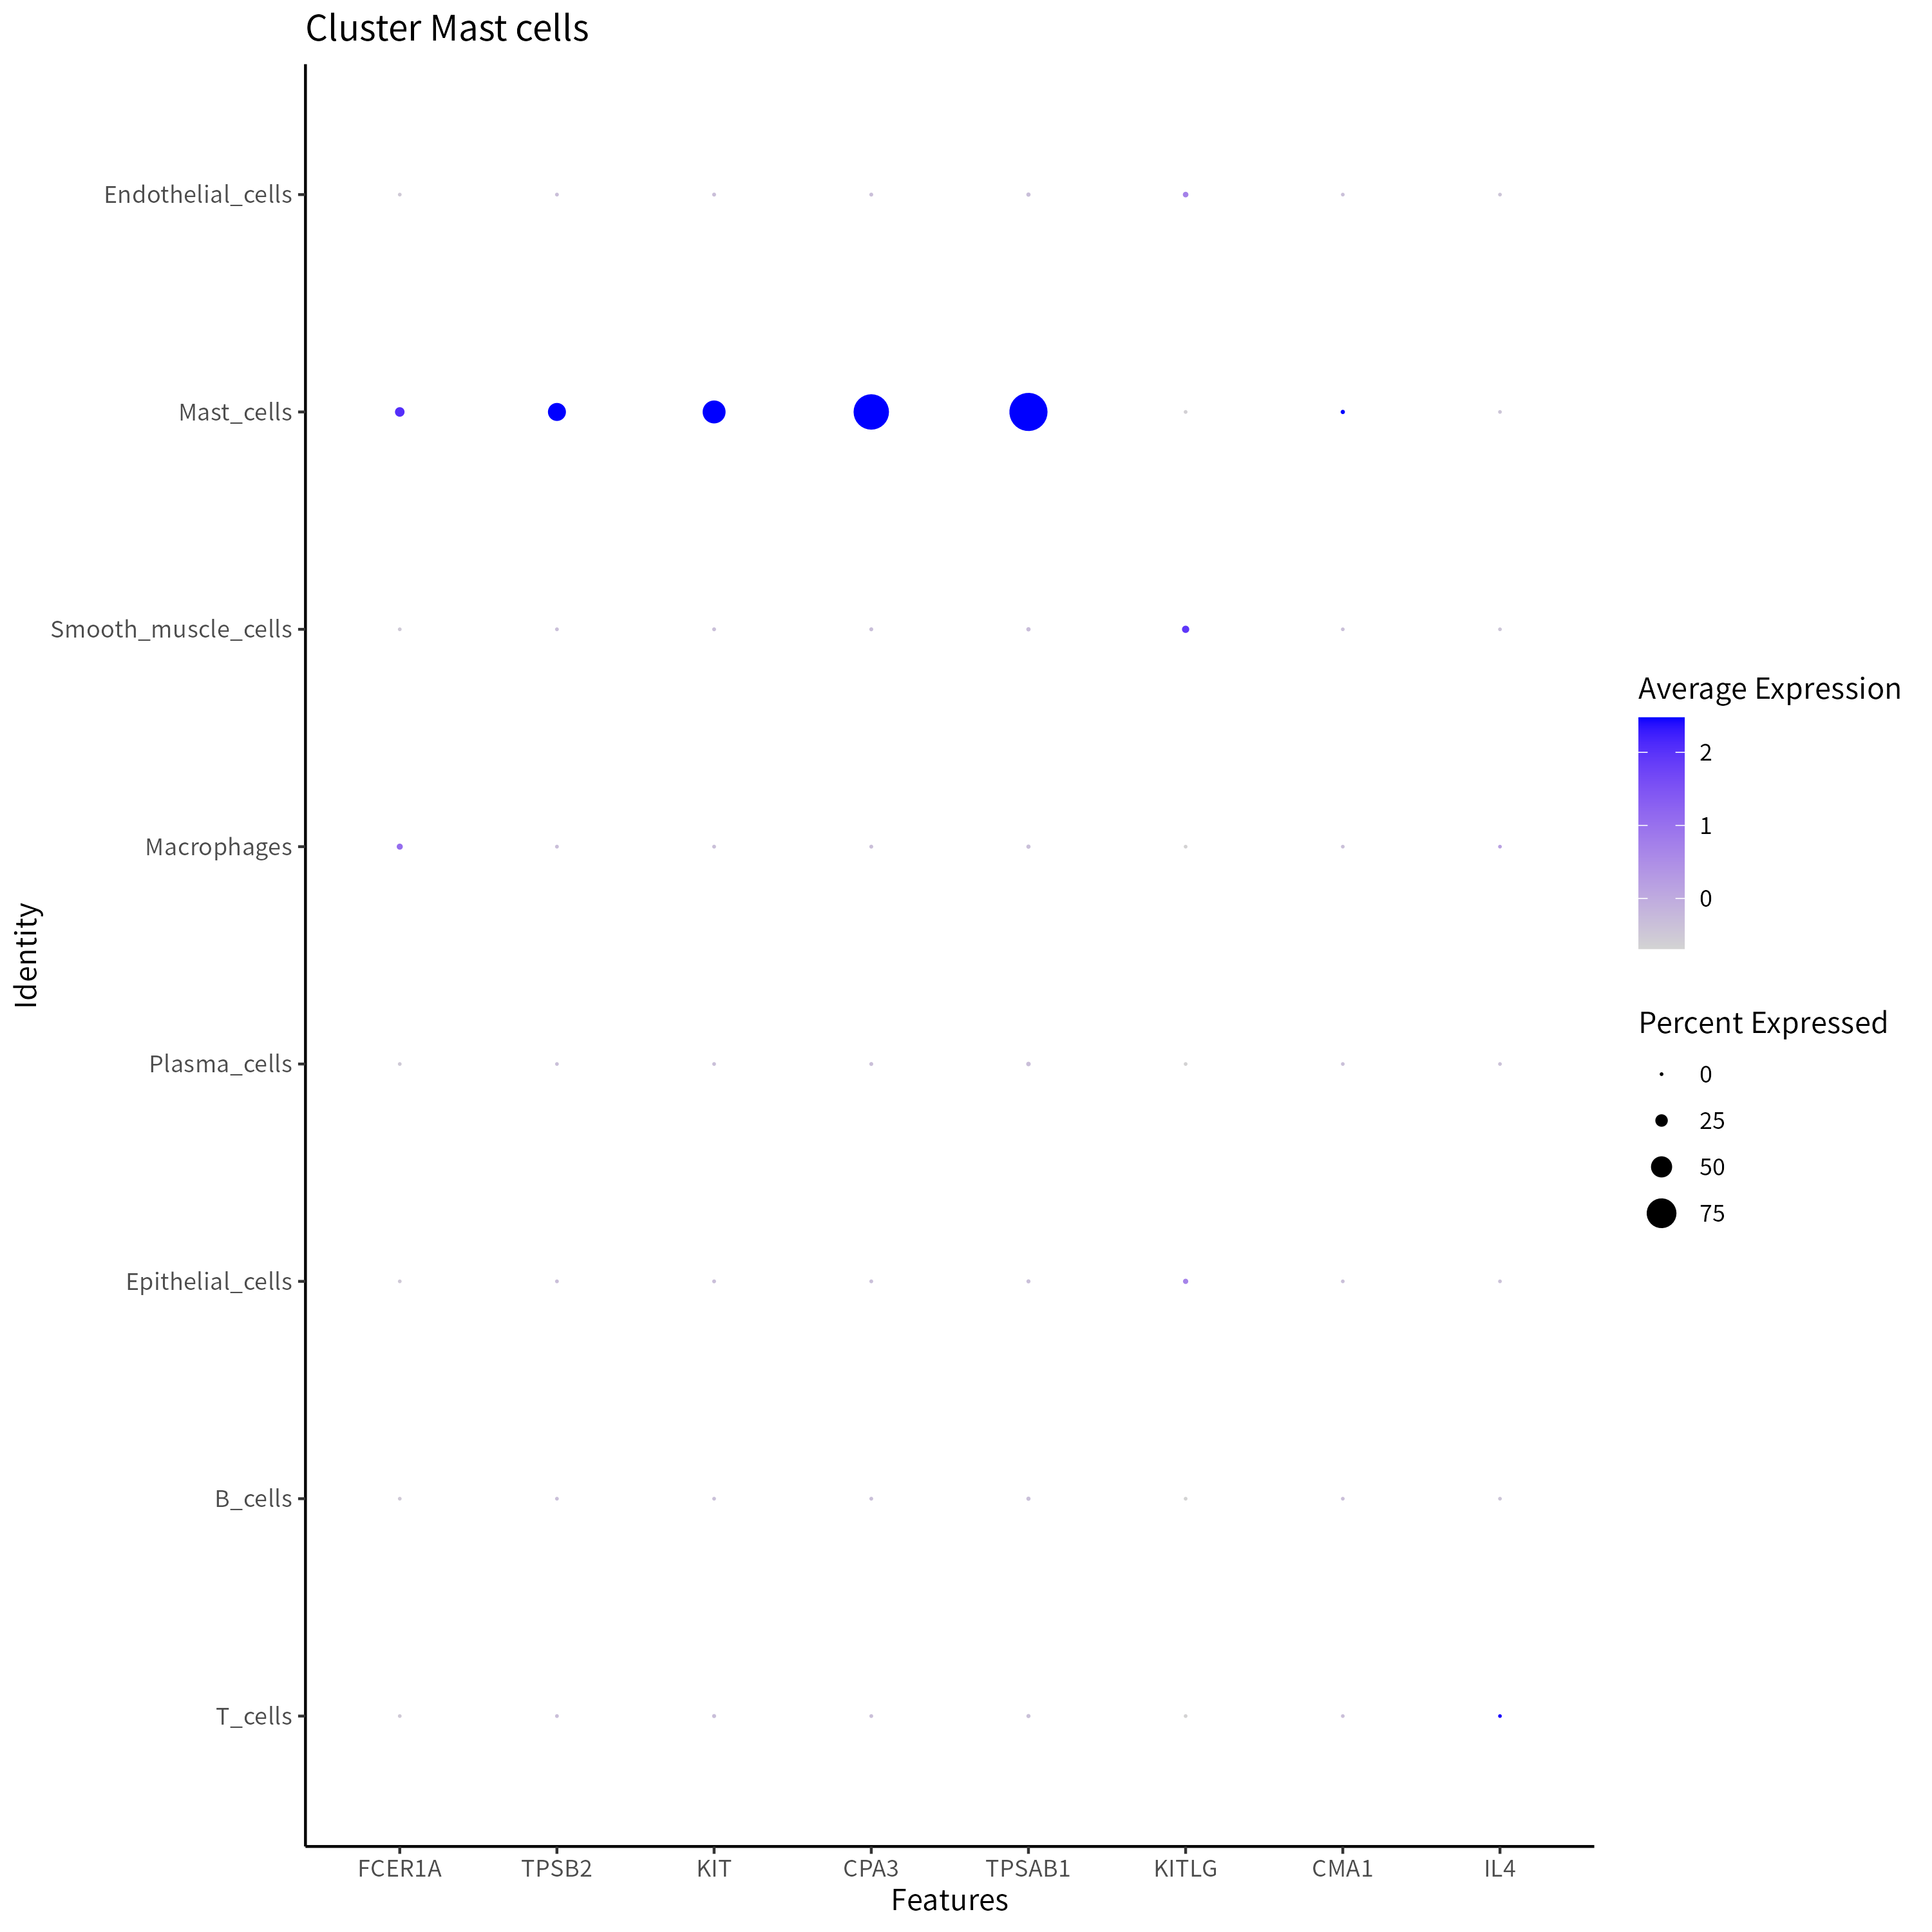 Cluster Mast cells
Endothelial_cells
Mast_cells
Smooth_muscle_cells
Macrophages
Plasma_cells
Epithelial_cells
B_cells
T_cells
Identity
FCER1A TPSB2 KIT CPA3 TPSAB1 KITLG CMA1 IL4
Features
Average Expression
2
1
0
Percent Expressed
0
25
50
75